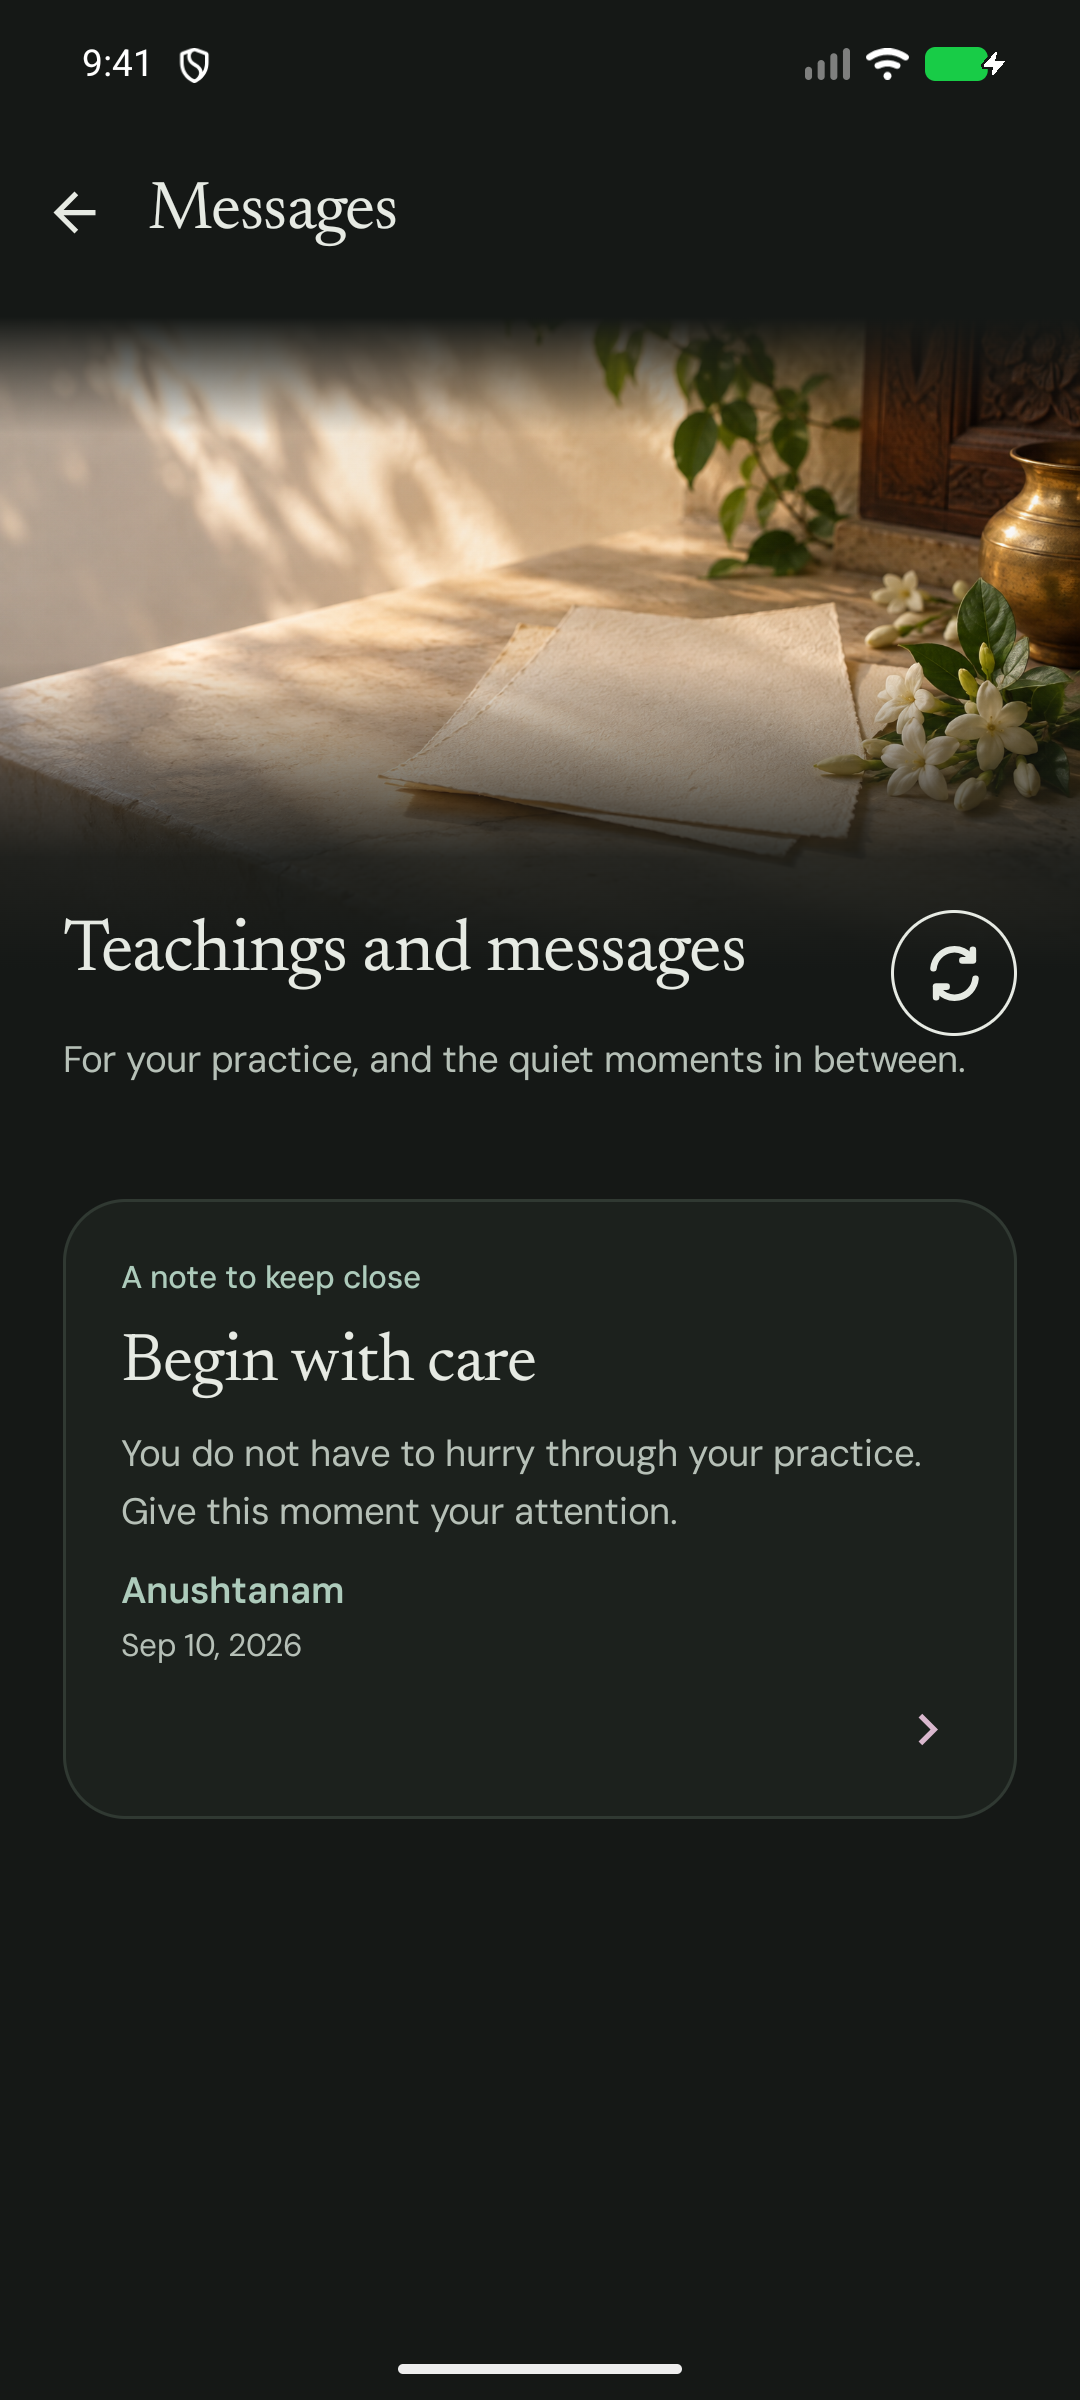 9:41
Messages
Teachings and messages
For your practice, and the quiet moments in between.
A note to keep close
Begin with care
You do not have to hurry through your practice.
Give this moment your attention.
Anushtanam
Sep 10, 2026